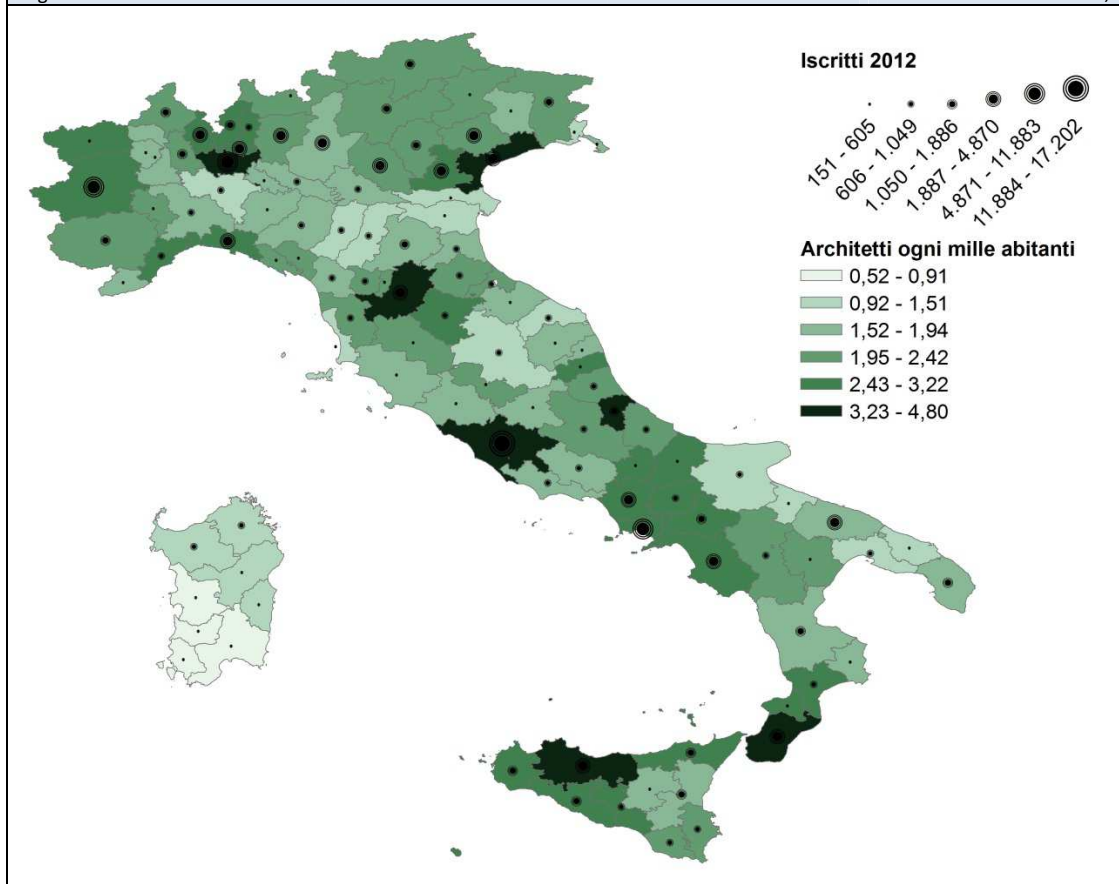 Iscritti 2012
151 - 605
606 - 1.049
1.050 - 1.886
1.887 - 4.870
4.871 - 11.883
11.884 - 17.202
Architetti ogni mille abitanti
0,52 - 0,91
0,92 - 1,51
1,52 - 1,94
1,95 - 2,42
2,43 - 3,22
3,23 - 4,80